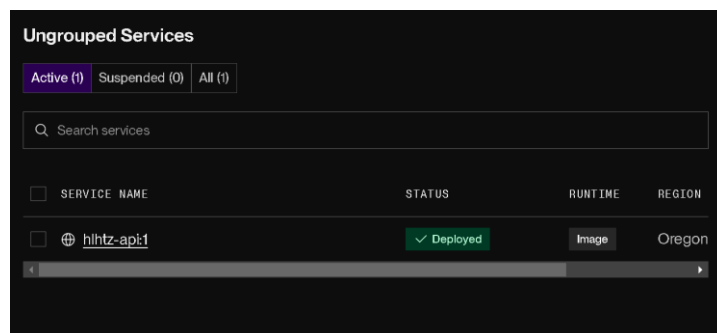 Ungrouped Services
Active (1) Suspended (0) All (1)
Search services
SERVICE NAME STATUS RUNTIME REGION
hlhtz-api:1 Deployed Image Oregon